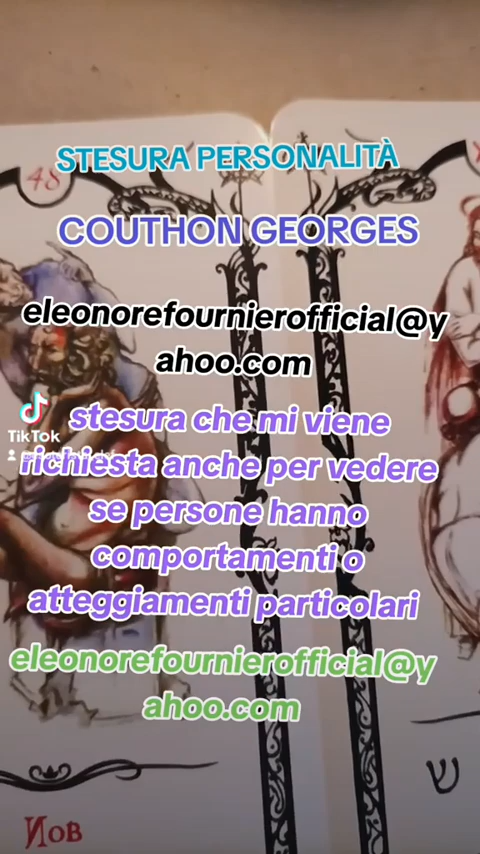 48
STESURA PERSONALITÀ
COUTHON GEORGES
eleonorefournierofficial@y
ahoo.com
TikTok
stesura che mi viene
richiesta anche per vedere
se persone hanno
comportamenti o
atteggiamenti particolari
eleonorefournierofficial@y
ahoo.com
ש
Иов